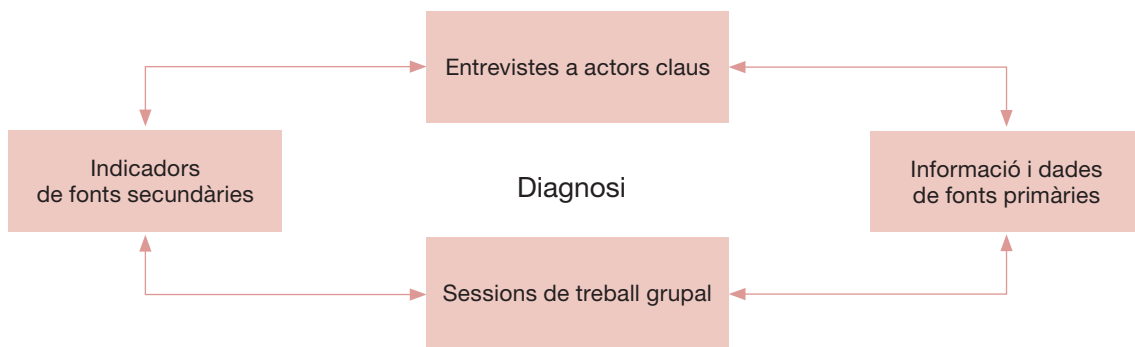 Entrevistes a actors claus
Indicadors
de fonts secundàries
Diagnosi
Informació i dades
de fonts primàries
Sessions de treball grupal